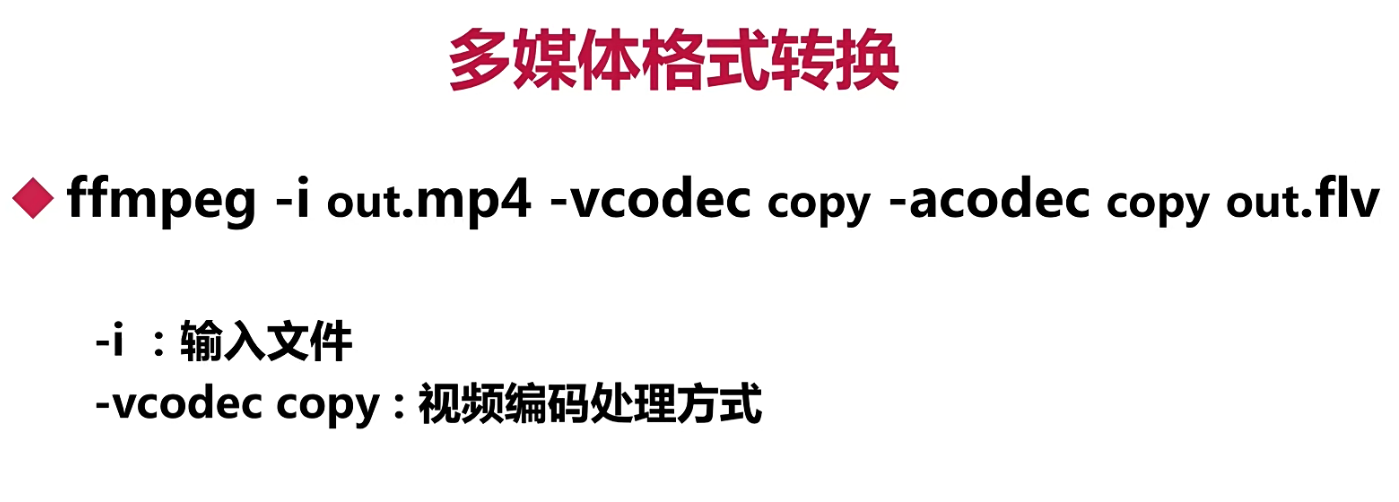 多媒体格式转换
ffmpeg -i out.mp4 -vcodec copy -acodec copy out.flv
-i : 输入文件
-vcodec copy : 视频编码处理方式